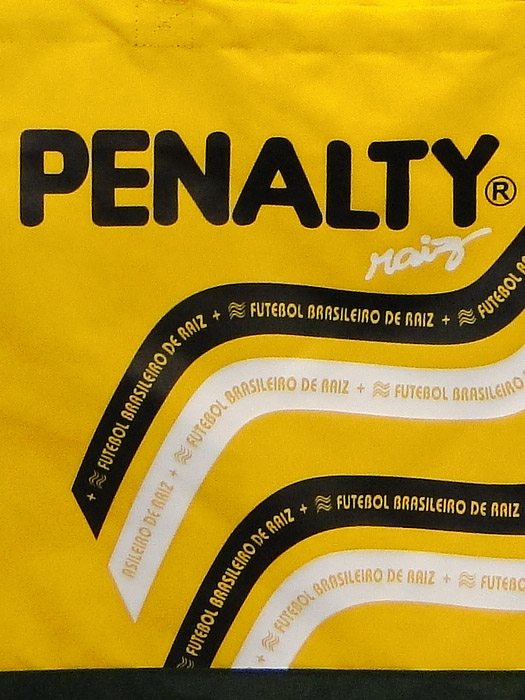 PENALTY®
raiz
+ FUTEBOL BRASILEIRO DE RAIZ + FUTEBOL BRASILEIRO DE RAIZ + FUTEBOL
ASILEIRO DE RAIZ + FUTEBOL BRASILEIRO DE RAIZ + FUTEBOL BRASILEIRO
FUTEBOL BRASILEIRO DE RAIZ + FUTEBOL BRASILEIRO DE RAIZ
+ FUTEBOL BRASILEIRO DE RAIZ + FUTEBO